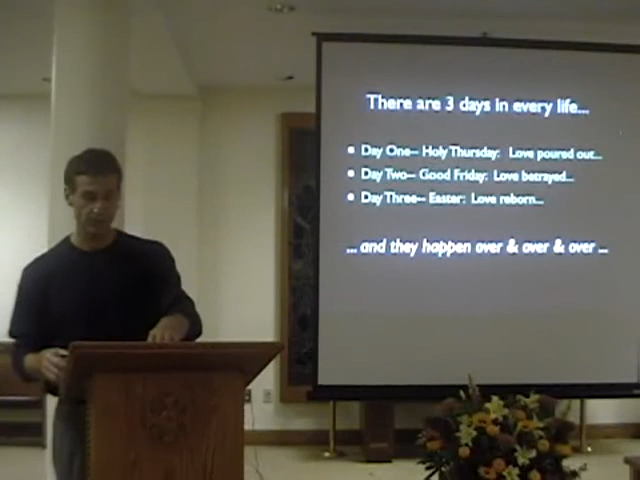 There are 3 days in every life...
Day One-- Holy Thursday: Love poured out...
Day Two-- Good Friday: Love betrayed...
Day Three-- Easter: Love reborn...
... and they happen over & over & over ...